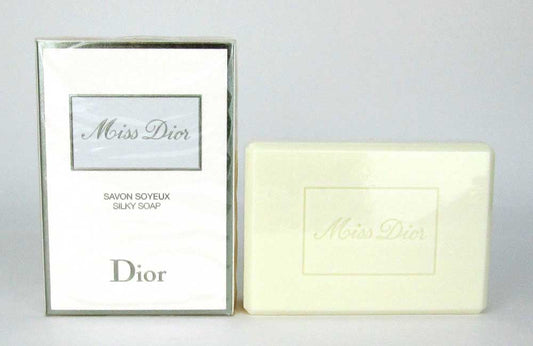 Miss Dior
SAVON SOYEUX
SILKY SOAP
Dior
Miss Dior